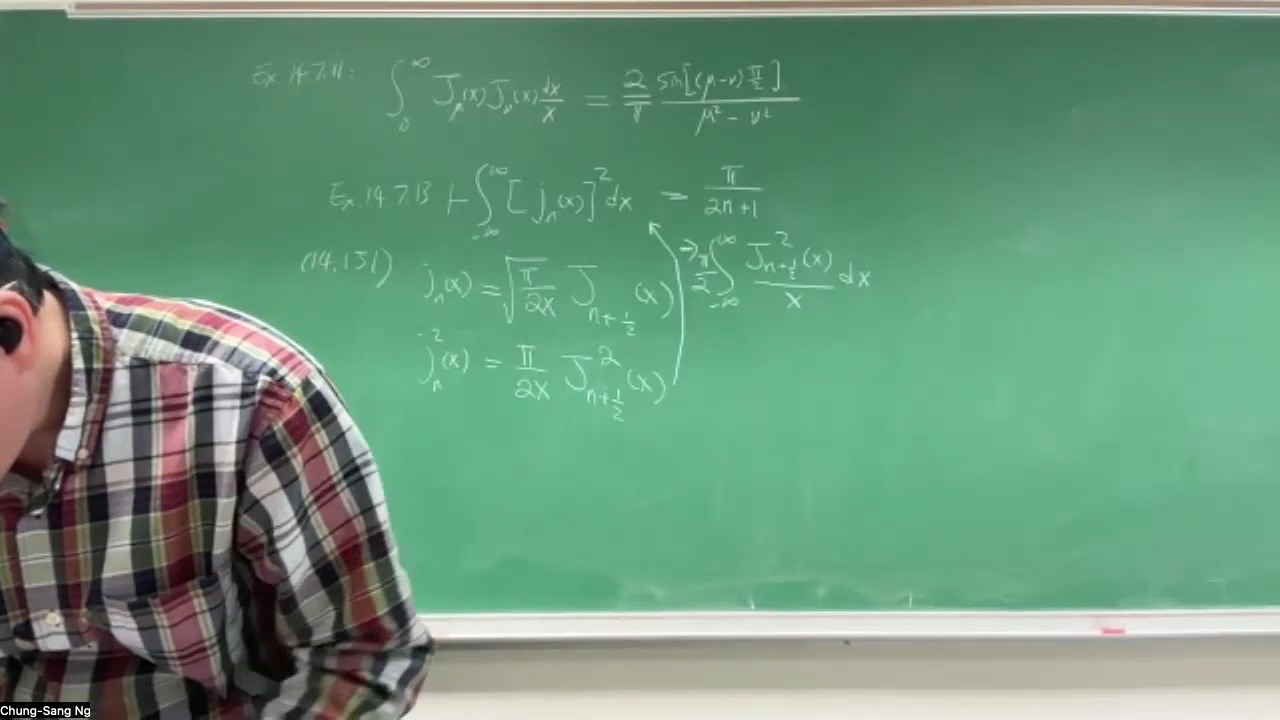 Ex. 14.7.11: ∫₀^∞ J_μ(x) J_ν(x) dx/x = 2/π sin[(μ-ν)π/2] / (μ² - ν²)
Ex. 14.7.13 ∫_{-∞}^{∞} [j_n(x)]² dx = π/(2n+1)
(14.151) j_n(x) = √(π/2x) J_{n+1/2}(x)
→ π/2 ∫_{-∞}^{∞} J²_{n+1/2}(x)/x dx
j_n²(x) = π/2x J²_{n+1/2}(x)
Chung-Sang Ng